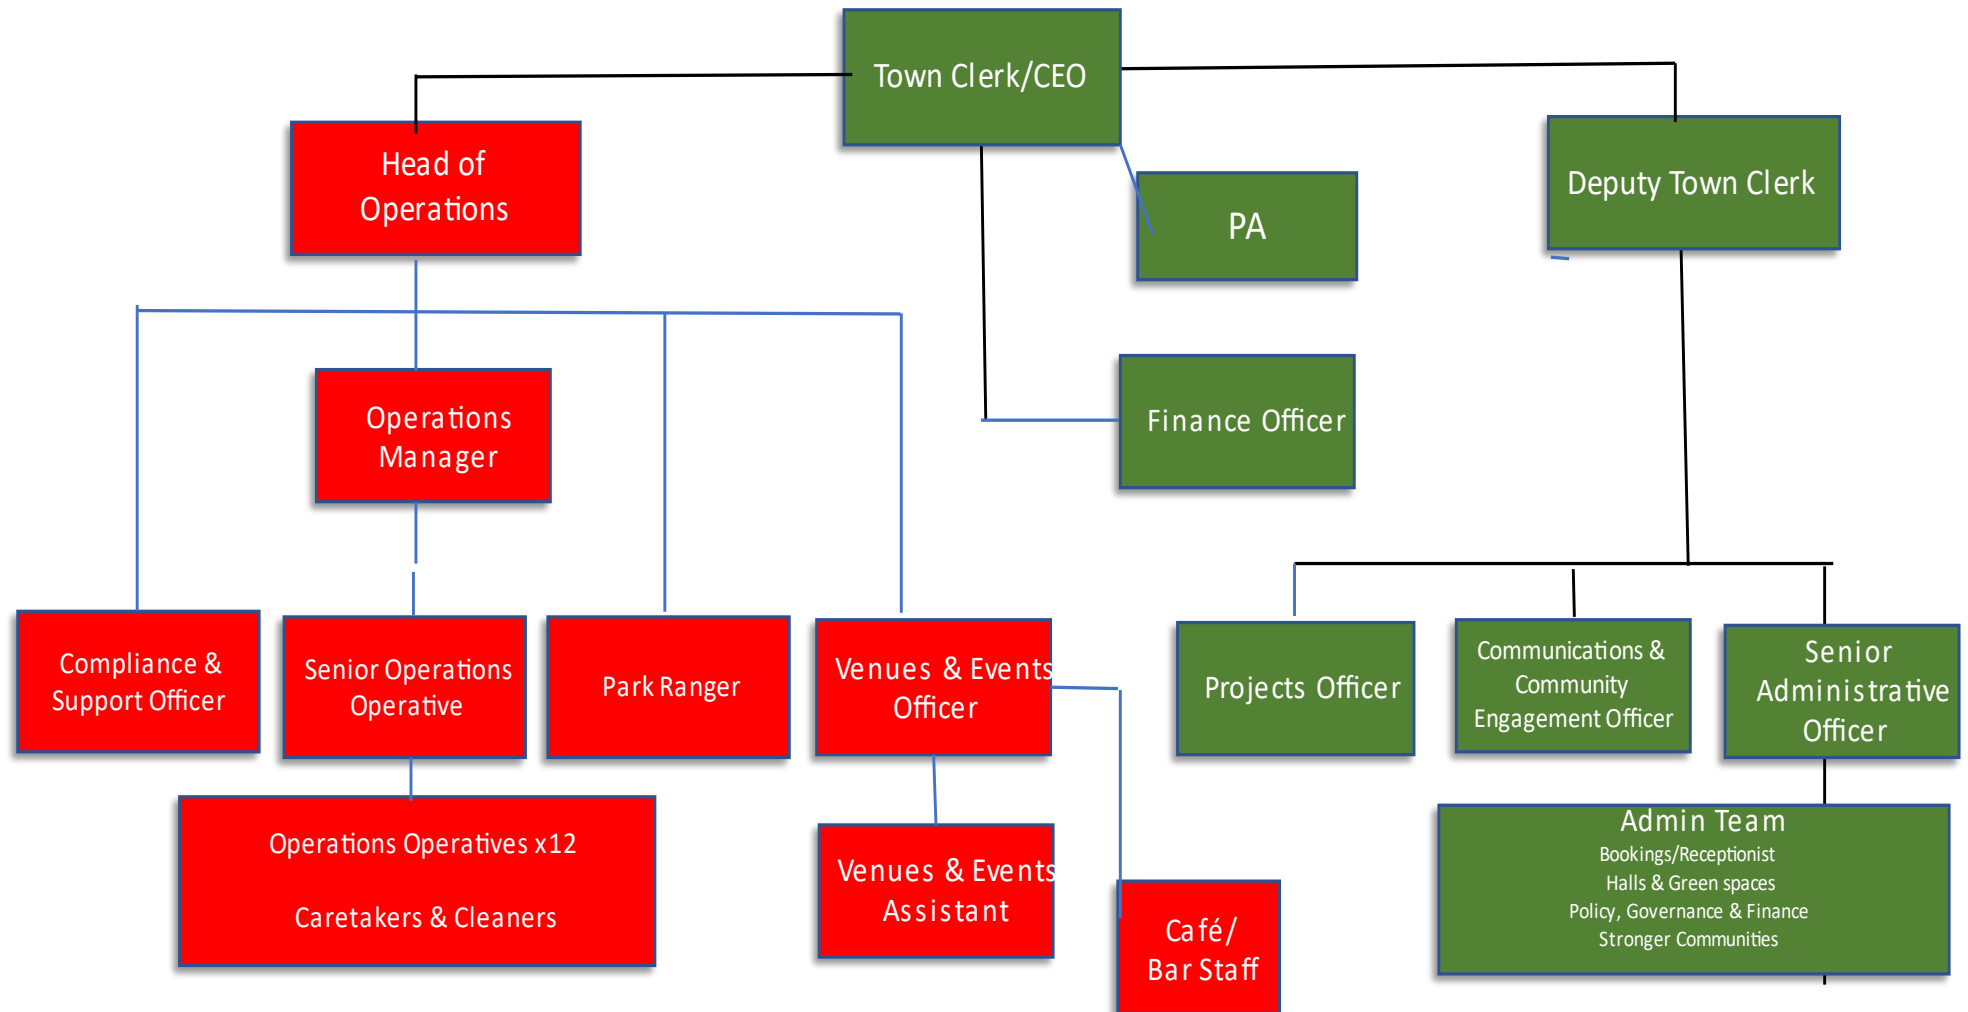 Town Clerk/CEO
Head of
Operations
Deputy Town Clerk
PA
Operations
Manager
Finance Officer
Compliance &
Support Officer
Senior Operations
Operative
Park Ranger
Venues & Events
Officer
Projects Officer
Communications &
Community
Engagement Officer
Senior
Administrative
Officer
Operations Operatives x12
Caretakers & Cleaners
Venues & Events
Assistant
Café/
Bar Staff
Admin Team
Bookings/Receptionist
Halls & Green spaces
Policy, Governance & Finance
Stronger Communities